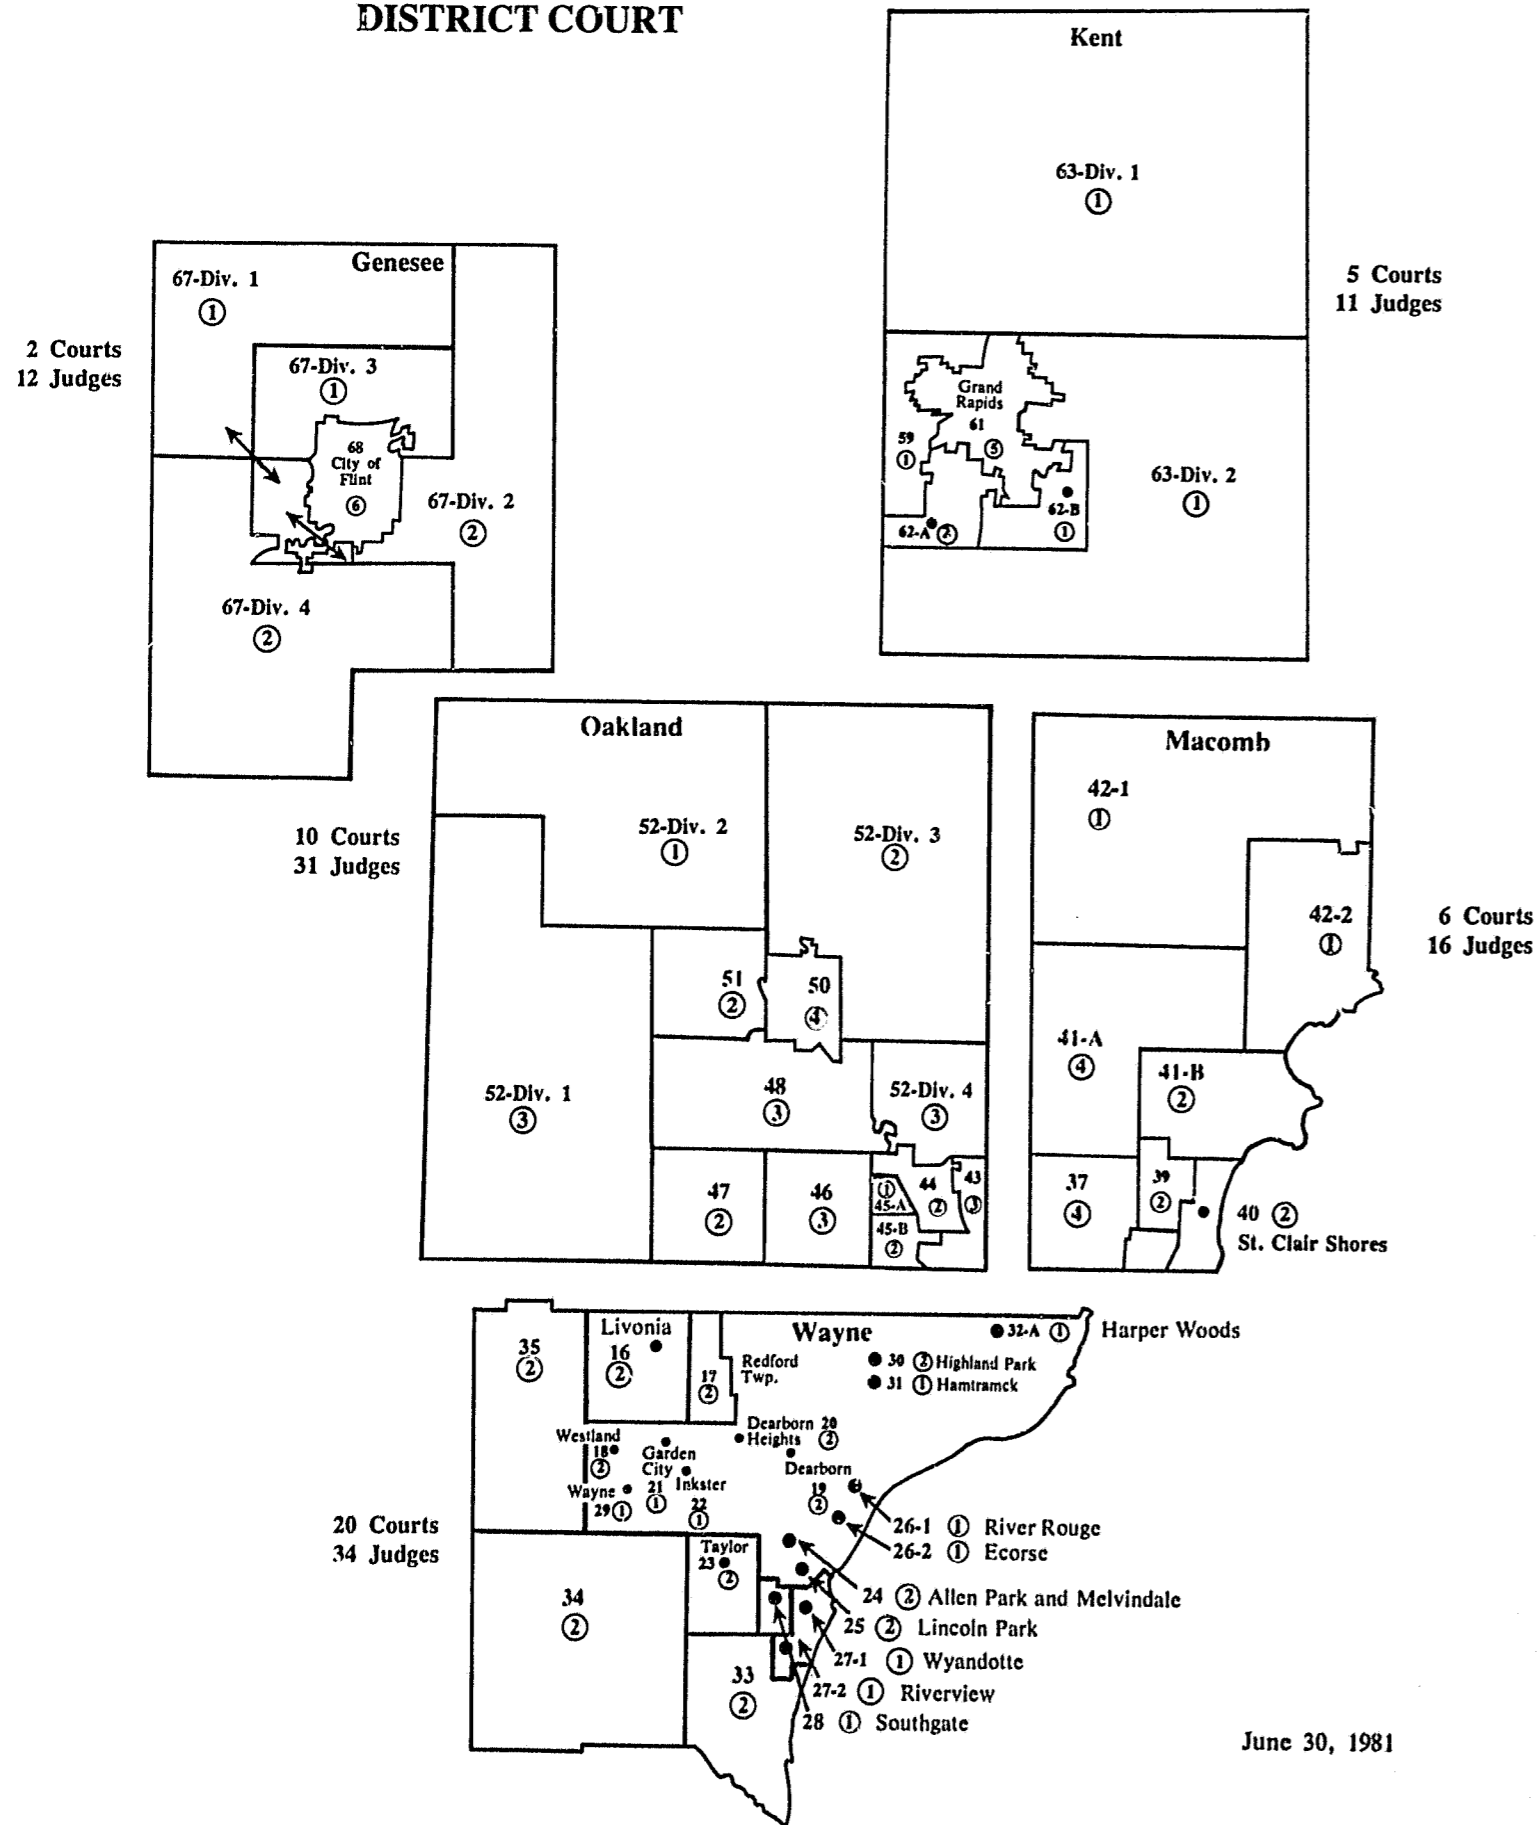 DISTRICT COURT
Kent
63-Div. 1
1
5 Courts
11 Judges
Grand
Rapids
61
5
59
1
62-A
2
62-B
1
63-Div. 2
1
Genesee
67-Div. 1
1
2 Courts
12 Judges
67-Div. 3
1
68
City of
Flint
6
67-Div. 2
2
67-Div. 4
2
Oakland
10 Courts
31 Judges
52-Div. 2
1
52-Div. 3
2
51
2
50
4
52-Div. 1
3
48
3
52-Div. 4
3
47
2
46
3
1
45-A
44
2
43
3
45-B
2
Macomb
42-1
1
42-2
1
6 Courts
16 Judges
41-A
4
41-B
2
37
4
39
2
40 2
St. Clair Shores
Wayne
35
2
Livonia
16
2
17
2
Redford
Twp.
32-A 1 Harper Woods
30 2 Highland Park
31 1 Hamtramck
Westland
18
2
Garden
City
21
1
Dearborn 20
Heights 2
Dearborn
19
2
Wayne
29 1
Inkster
22
1
20 Courts
34 Judges
Taylor
23
2
26-1 1 River Rouge
26-2 1 Ecorse
24 2 Allen Park and Melvindale
25 2 Lincoln Park
27-1 1 Wyandotte
27-2 1 Riverview
28 1 Southgate
34
2
33
2
June 30, 1981